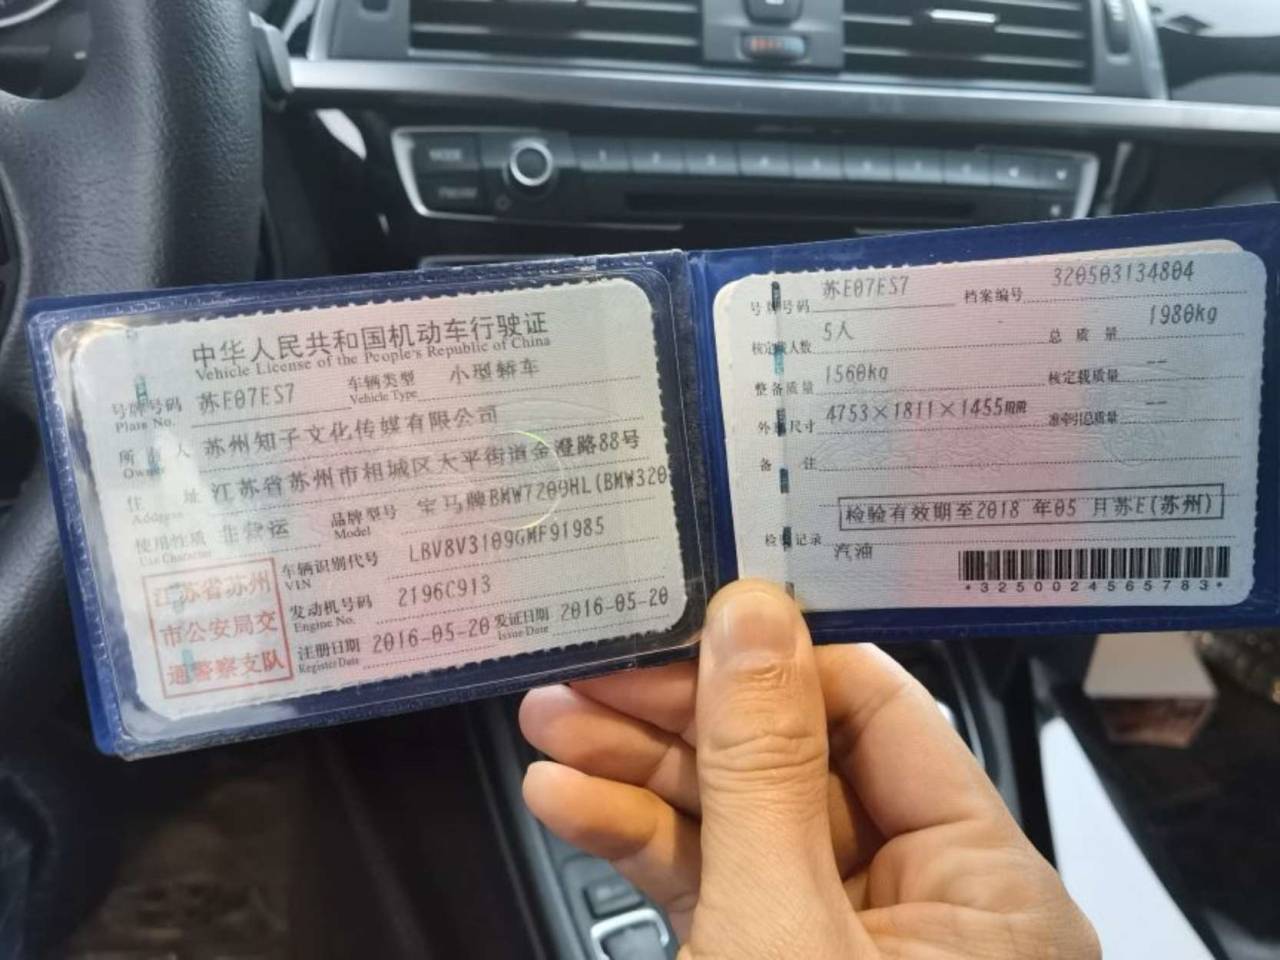 MODE
1 2 3 4 5 6 7
中华人民共和国机动车行驶证
Vehicle License of the People's Republic of China
号牌号码 苏E07ES7 车辆类型 小型轿车
Plate No. Vehicle Type
所有人 苏州知子文化传媒有限公司
Owner
住 址 江苏省苏州市相城区太平街道金澄路88号
Address
使用性质 非营运 品牌型号 宝马牌BMW7209HL(BMW320
Use Character Model
江苏省苏州
市公安局交
通警察支队
车辆识别代号 LBV8V3109GMF91985
VIN
发动机号码 2196C913
Engine No.
注册日期 2016-05-20 发证日期 2016-05-20
Register Date Issue Date
号牌号码 苏E07ES7 档案编号 320503134804
核定载人数 5人 总 质 量 1980kg
整备质量 1560kg 核定载质量 --
外廓尺寸 4753×1811×1455mm 准牵引总质量 --
备 注
检验有效期至2018 年05 月苏E(苏州)
检验记录
汽油
*3250024565783*